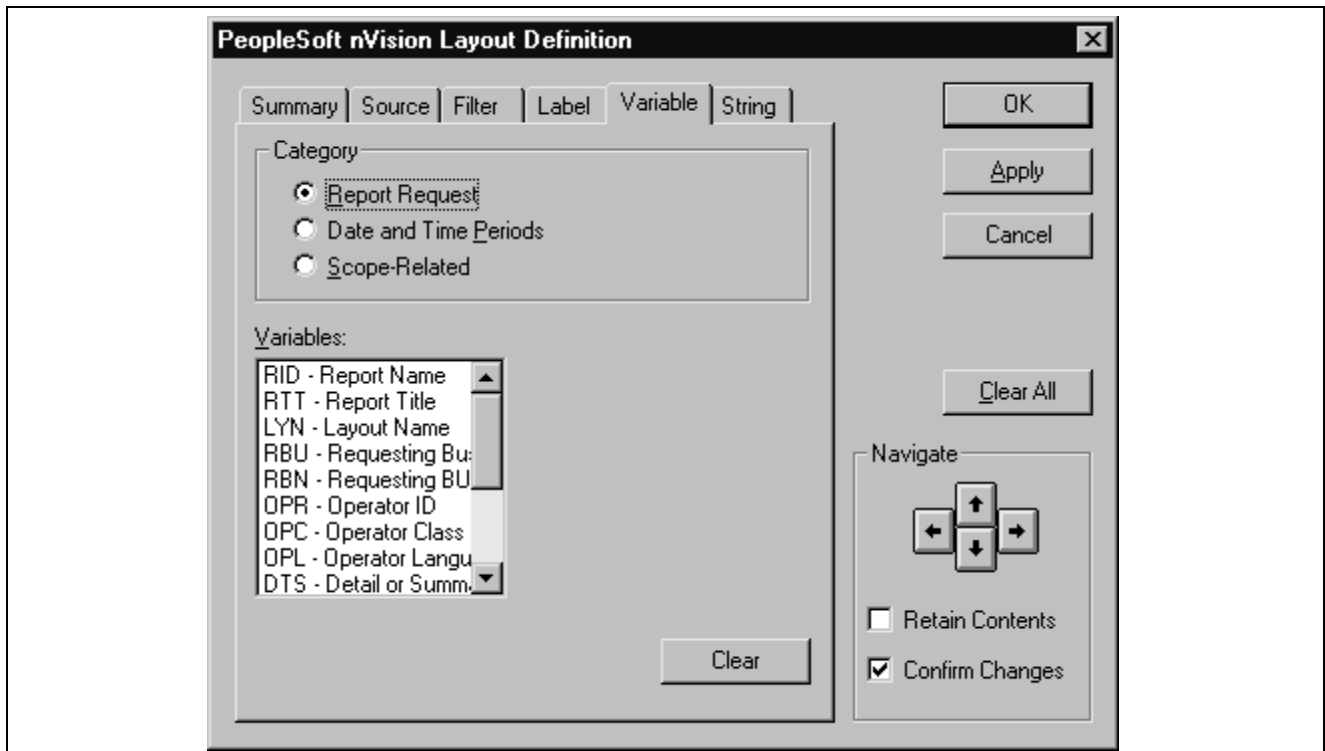 PeopleSoft nVision Layout Definition
Summary Source Filter Label Variable String
Category
Report Request
Date and Time Periods
Scope-Related
Variables:
RID - Report Name
RTT - Report Title
LYN - Layout Name
RBU - Requesting Bu
RBN - Requesting BU
OPR - Operator ID
OPC - Operator Class
OPL - Operator Langu
DTS - Detail or Summ
Clear
OK
Apply
Cancel
Clear All
Navigate
Retain Contents
Confirm Changes